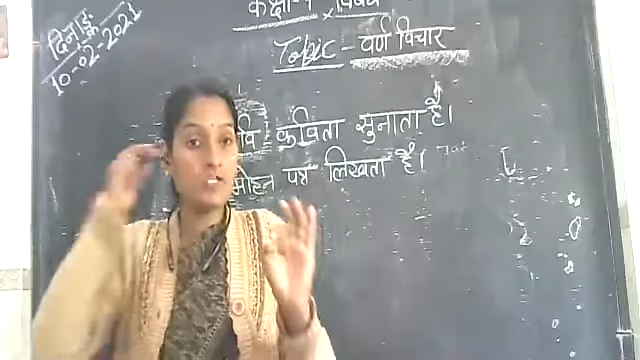 दिनाङ्क
10-02-2021
कक्षा-
विषय
Topic - वर्ण विचार
कविता सुनाता है।
मोहन पत्र लिखता है।